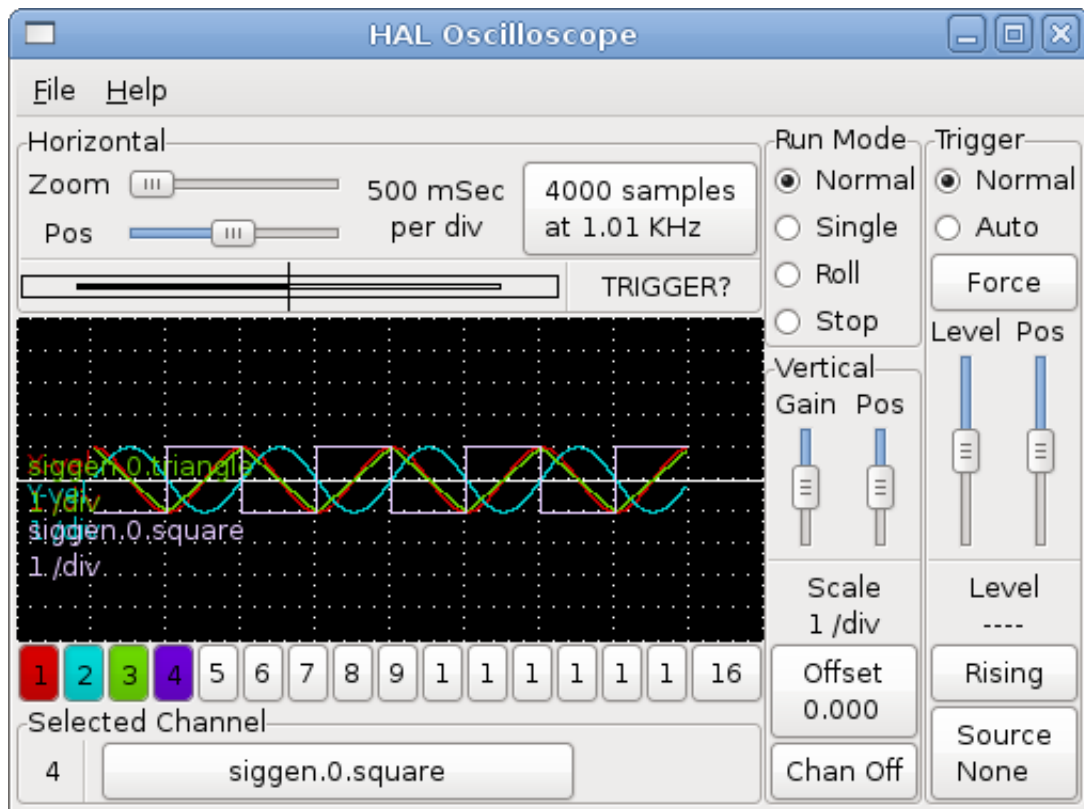 HAL Oscilloscope
File Help
Horizontal
Zoom
Pos
500 mSec
per div
4000 samples
at 1.01 KHz
TRIGGER?
Run Mode
Normal
Single
Roll
Stop
Trigger
Normal
Auto
Force
Level Pos
Vertical
Gain Pos
siggen.0.triangle
Y-vel
1 /div
siggen.0.square
1 /div
Scale
1 /div
Level
----
1 2 3 4 5 6 7 8 9 1 1 1 1 1 1 16
Offset
0.000
Rising
Selected Channel
4 siggen.0.square
Chan Off
Source
None